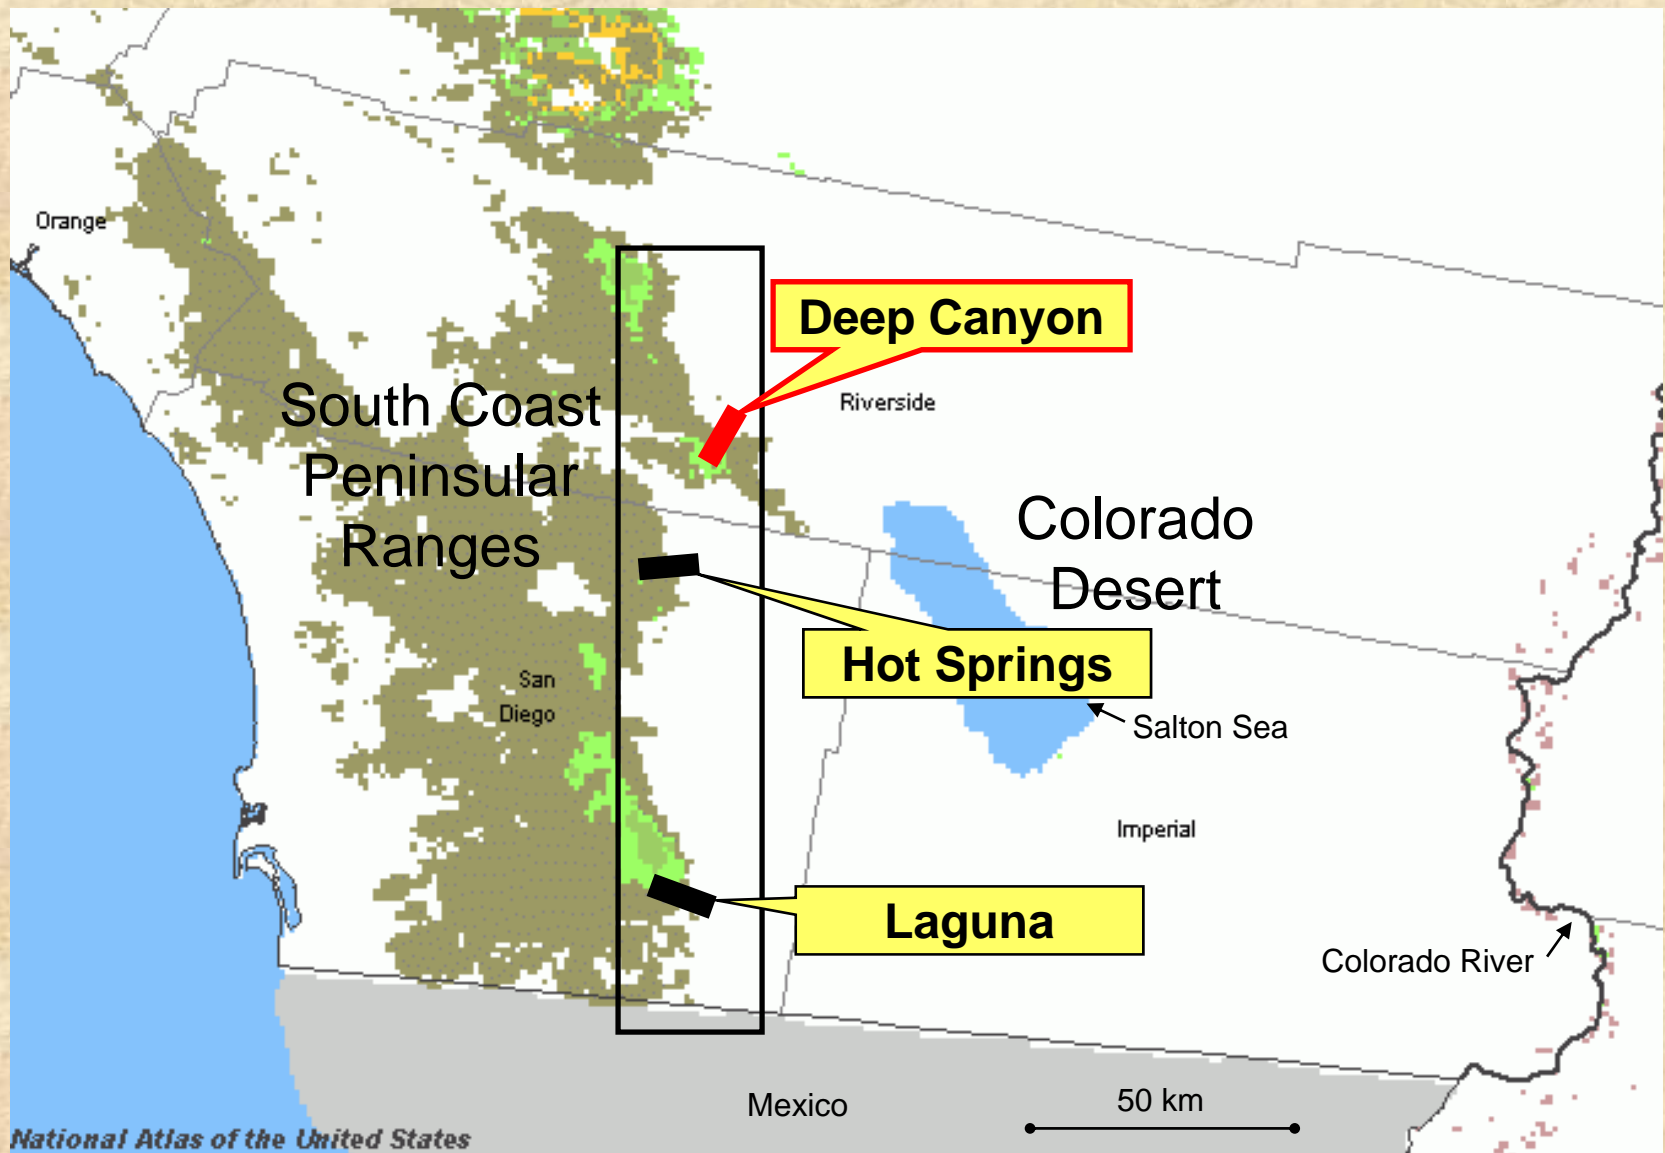 Orange
Deep Canyon
Riverside
South Coast
Peninsular
Ranges
Colorado
Desert
Hot Springs
San
Diego
Salton Sea
Imperial
Laguna
Colorado River
Mexico
50 km
National Atlas of the United States